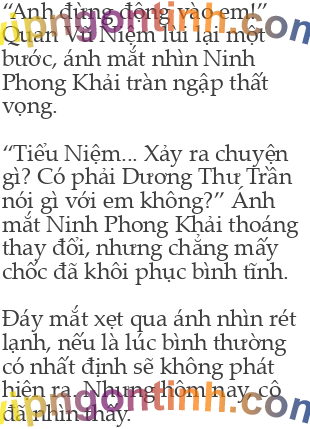 “Anh đừng động vào em!”
Quan Vũ Niệm lùi lại một
bước, ánh mắt nhìn Ninh
Phong Khải tràn ngập thất
vọng.
“Tiểu Niệm... Xảy ra chuyện
gì? Có phải Dương Thư Trần
nói gì với em không?” Ánh
mắt Ninh Phong Khải thoáng
thay đổi, nhưng chẳng mấy
chốc đã khôi phục bình tĩnh.
Đáy mắt xẹt qua ánh nhìn rét
lạnh, nếu là lúc bình thường
cô nhất định sẽ không phát
hiện ra. Nhưng hôm nay, cô
đã nhìn thấy.
vipngontinh.com
vipngontinh.com